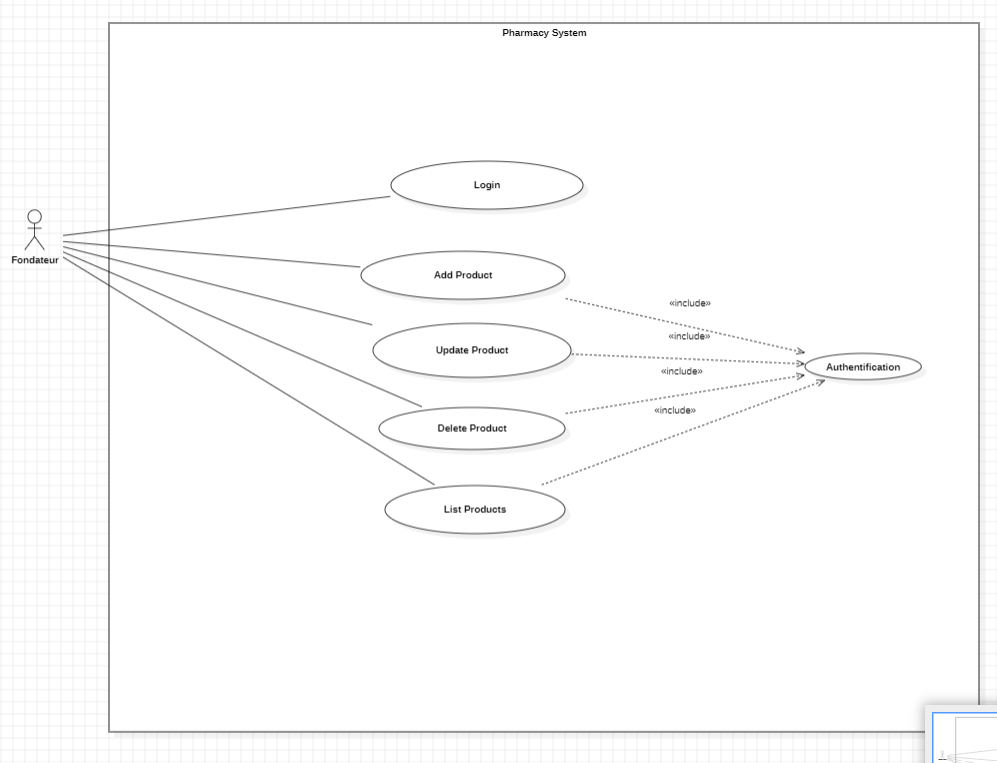 Pharmacy System
Login
Fondateur
Add Product
«include»
«include»
Update Product
Authentification
«include»
«include»
Delete Product
List Products